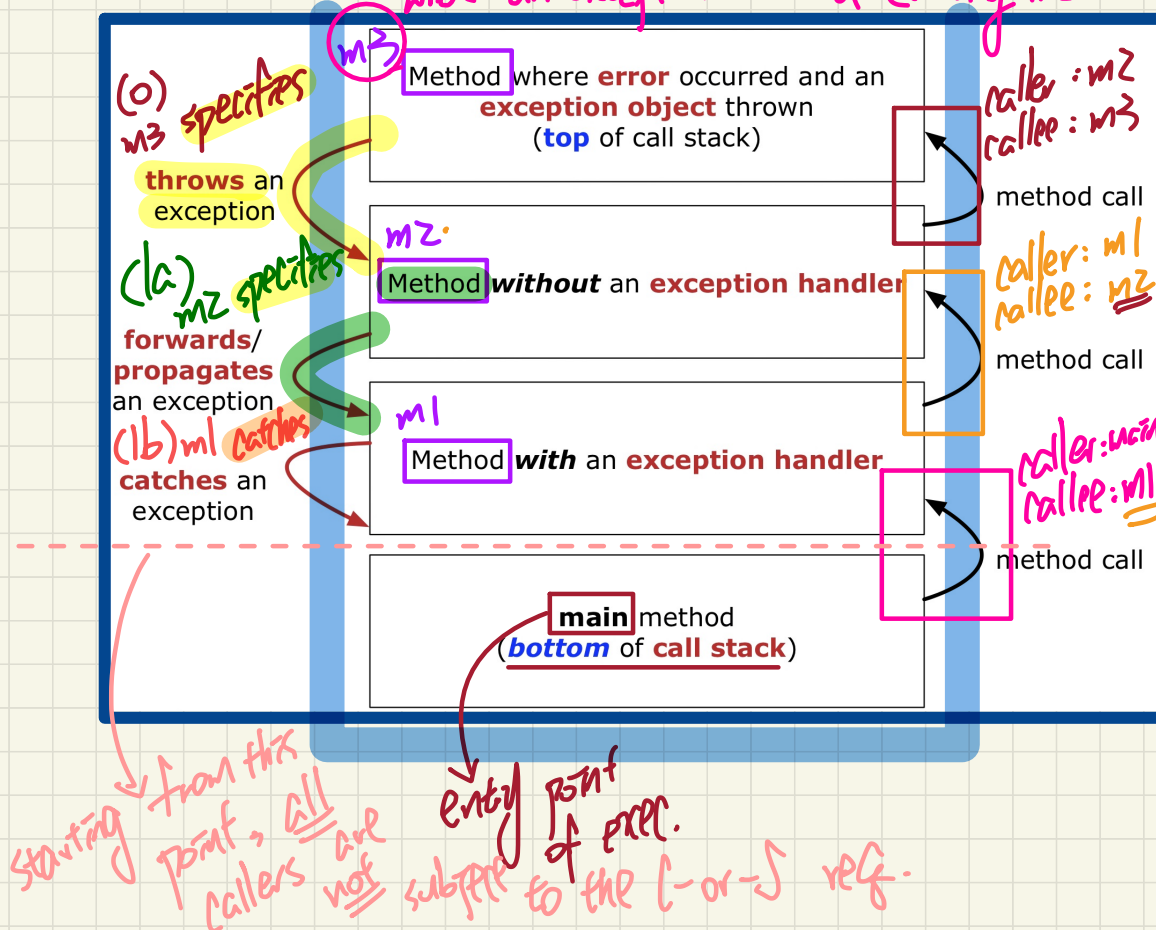 m3
Method where error occurred and an
exception object thrown
(top of call stack)
(0)
m3 specifies
throws an
exception
caller : m2
callee : m3
method call
m2
Method without an exception handler
(1a)
m2 specifies
forwards/
propagates
an exception
caller: m1
callee: m2
method call
m1
Method with an exception handler
(1b) m1 catches
catches an
exception
caller:main
callee:m1
method call
main method
(bottom of call stack)
entry point
of exec.
starting from this
point, all
callers are
not subject to the C-or-S req.